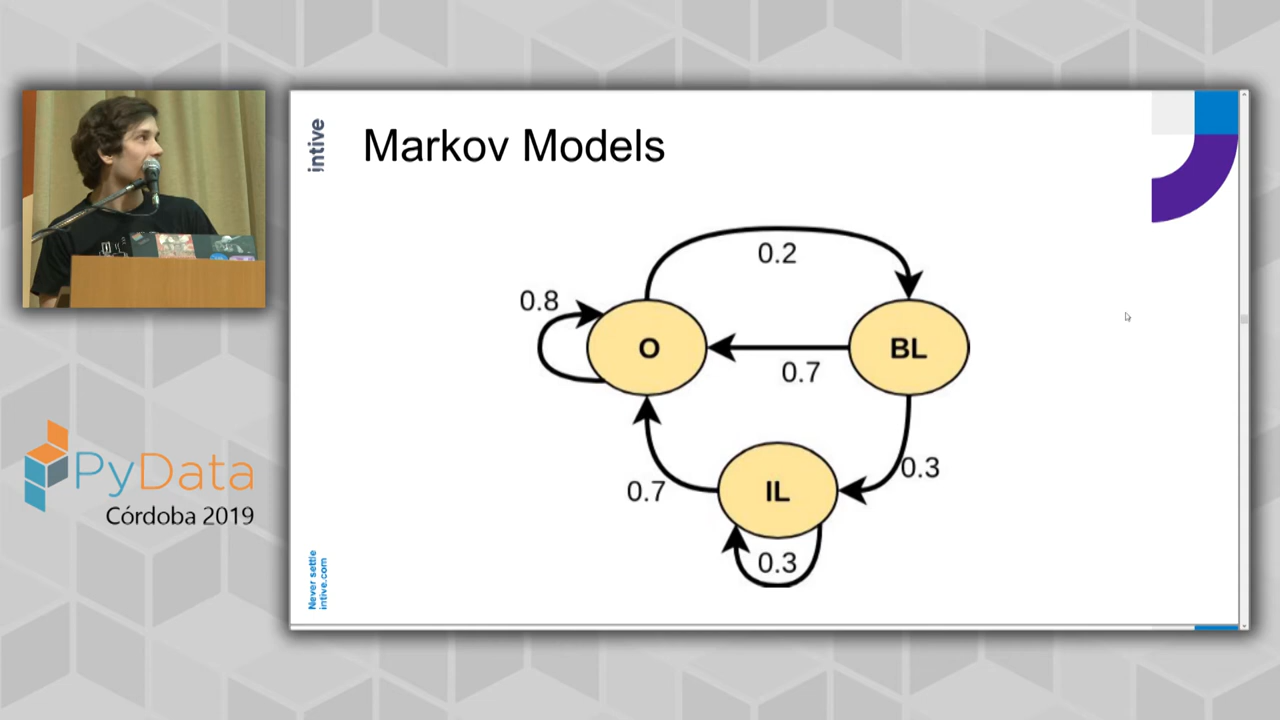 intive
Markov Models
0.2
0.8
O
BL
0.7
0.3
0.7
IL
0.3
PyData
Córdoba 2019
Never settle
intive.com